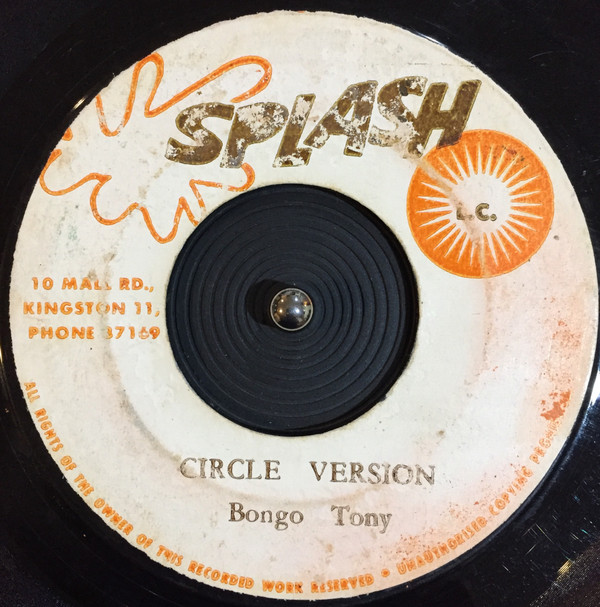 SPLASH
L.C.
10 MALL RD.,
KINGSTON 11,
PHONE 37169
CIRCLE VERSION
Bongo Tony
ALL RIGHTS OF THE OWNER OF THIS RECORDED WORK RESERVED • UNAUTHORISED COPYING